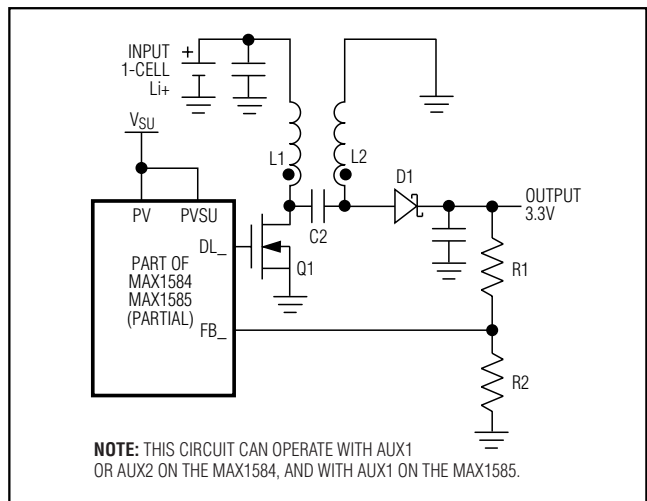 INPUT +
1-CELL
Li+
VSU
L1
L2
D1
OUTPUT
3.3V
PV PVSU
C2
DL_
Q1
R1
PART OF
MAX1584
MAX1585
(PARTIAL)
FB_
R2
NOTE: THIS CIRCUIT CAN OPERATE WITH AUX1
OR AUX2 ON THE MAX1584, AND WITH AUX1 ON THE MAX1585.